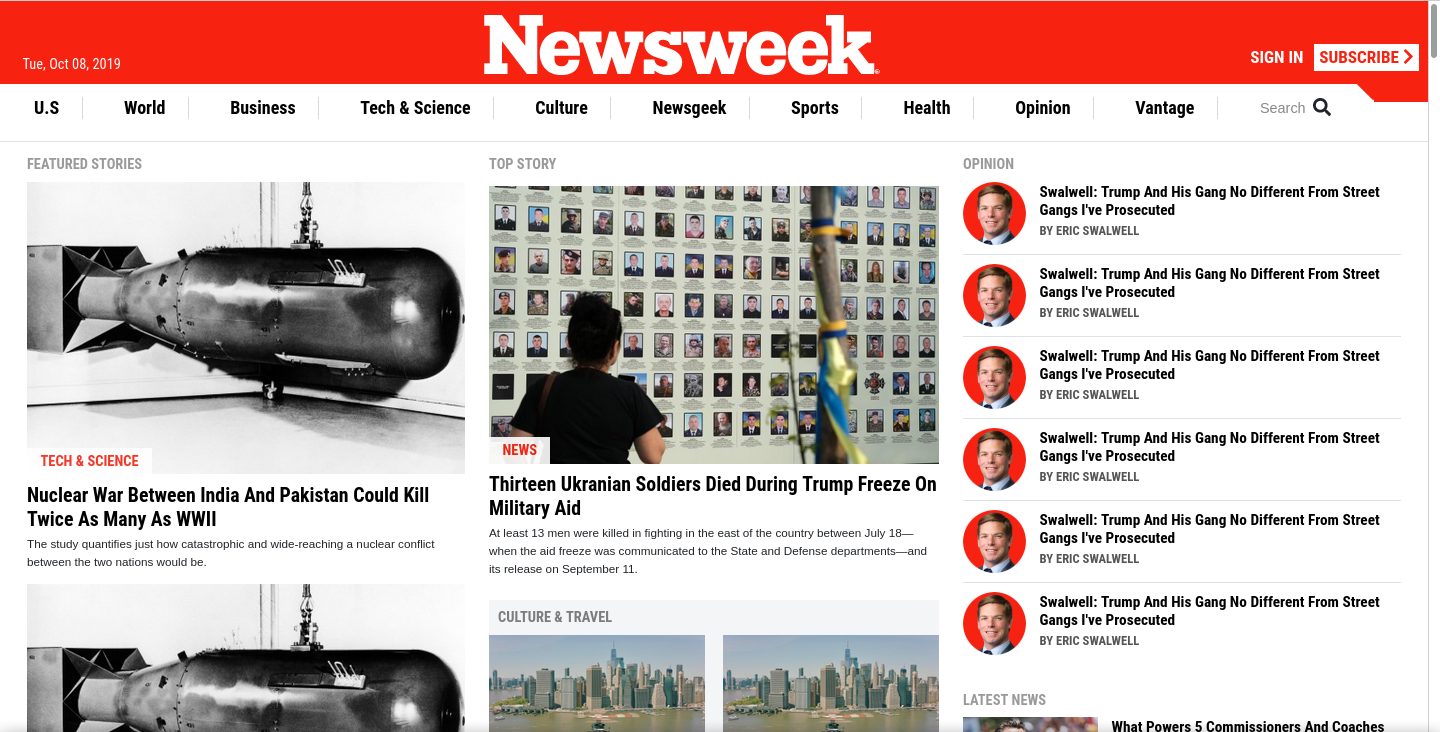 Newsweek
Tue, Oct 08, 2019
SIGN IN
SUBSCRIBE
U.S
World
Business
Tech & Science
Culture
Newsgeek
Sports
Health
Opinion
Vantage
Search
FEATURED STORIES
TECH & SCIENCE
Nuclear War Between India And Pakistan Could Kill
Twice As Many As WWII
The study quantifies just how catastrophic and wide-reaching a nuclear conflict
between the two nations would be.
TOP STORY
NEWS
Thirteen Ukranian Soldiers Died During Trump Freeze On
Military Aid
At least 13 men were killed in fighting in the east of the country between July 18—
when the aid freeze was communicated to the State and Defense departments—and
its release on September 11.
CULTURE & TRAVEL
OPINION
Swalwell: Trump And His Gang No Different From Street
Gangs I've Prosecuted
BY ERIC SWALWELL
Swalwell: Trump And His Gang No Different From Street
Gangs I've Prosecuted
BY ERIC SWALWELL
Swalwell: Trump And His Gang No Different From Street
Gangs I've Prosecuted
BY ERIC SWALWELL
Swalwell: Trump And His Gang No Different From Street
Gangs I've Prosecuted
BY ERIC SWALWELL
Swalwell: Trump And His Gang No Different From Street
Gangs I've Prosecuted
BY ERIC SWALWELL
Swalwell: Trump And His Gang No Different From Street
Gangs I've Prosecuted
BY ERIC SWALWELL
LATEST NEWS
What Powers 5 Commissioners And Coaches